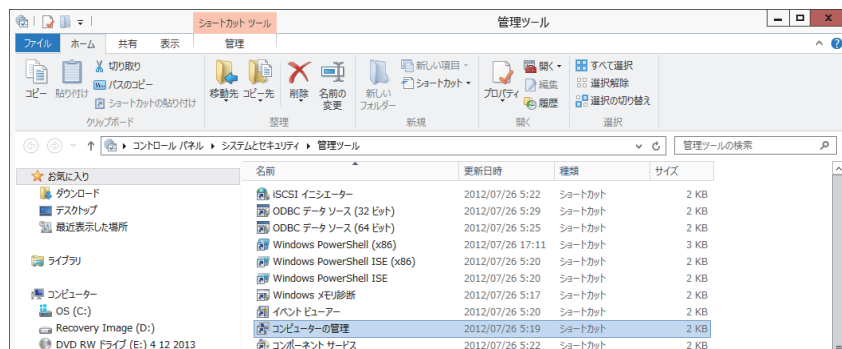 ショートカット ツール
管理ツール
ファイル ホーム 共有 表示 管理
コピー
貼り付け
切り取り
パスのコピー
ショートカットの貼り付け
クリップボード
移動先 コピー先 削除 名前の変更
整理
新しいフォルダー
新しい項目
ショートカット
新規
プロパティ
開く
編集
履歴
開く
すべて選択
選択解除
選択の切り替え
選択
コントロール パネル システムとセキュリティ 管理ツール
管理ツールの検索
お気に入り
ダウンロード
デスクトップ
最近表示した場所
ライブラリ
コンピューター
OS (C:)
Recovery Image (D:)
DVD RW ドライブ (E:) 4 12 2013
名前 更新日時 種類 サイズ
iSCSI イニシエーター 2012/07/26 5:22 ショートカット 2 KB
ODBC データ ソース (32 ビット) 2012/07/26 5:29 ショートカット 2 KB
ODBC データ ソース (64 ビット) 2012/07/26 5:25 ショートカット 2 KB
Windows PowerShell (x86) 2012/07/26 17:11 ショートカット 3 KB
Windows PowerShell ISE (x86) 2012/07/26 5:20 ショートカット 2 KB
Windows PowerShell ISE 2012/07/26 5:20 ショートカット 2 KB
Windows メモリ診断 2012/07/26 5:17 ショートカット 2 KB
イベント ビューアー 2012/07/26 5:20 ショートカット 2 KB
コンピューターの管理 2012/07/26 5:19 ショートカット 2 KB
コンポーネント サービス 2012/07/26 5:22 ショートカット 2 KB